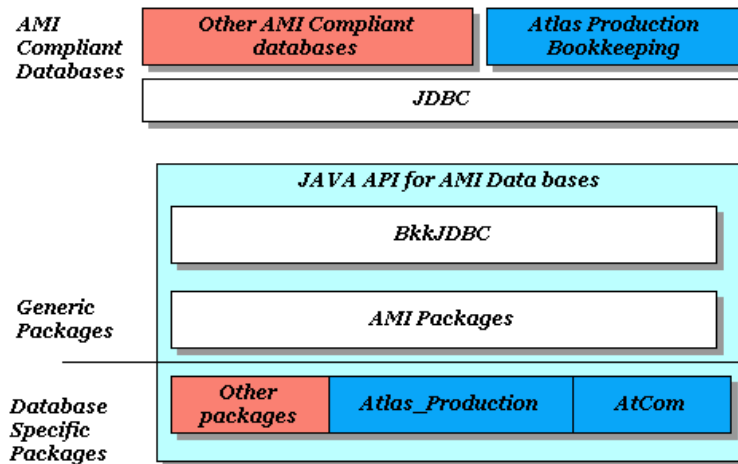 AMI
Compliant
Databases
Other AMI Compliant
databases
Atlas Production
Bookkeeping
JDBC
JAVA API for AMI Data bases
BkkJDBC
Generic
Packages
AMI Packages
Database
Specific
Packages
Other
packages
Atlas_Production
AtCom